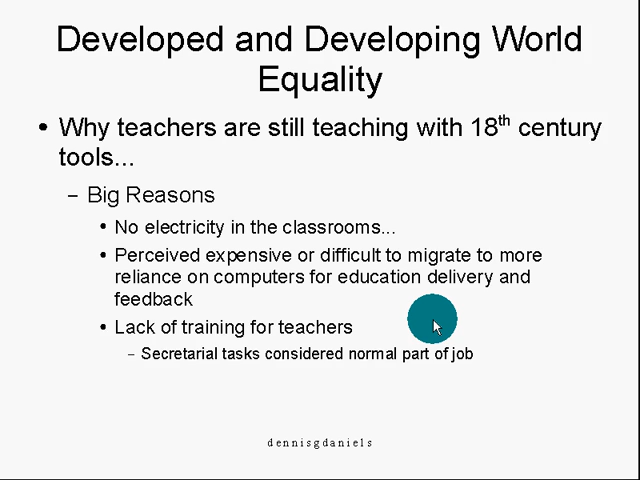 Developed and Developing World
Equality
• Why teachers are still teaching with 18th century
tools...
– Big Reasons
• No electricity in the classrooms...
• Perceived expensive or difficult to migrate to more
reliance on computers for education delivery and
feedback
• Lack of training for teachers
– Secretarial tasks considered normal part of job
dennisgdaniels